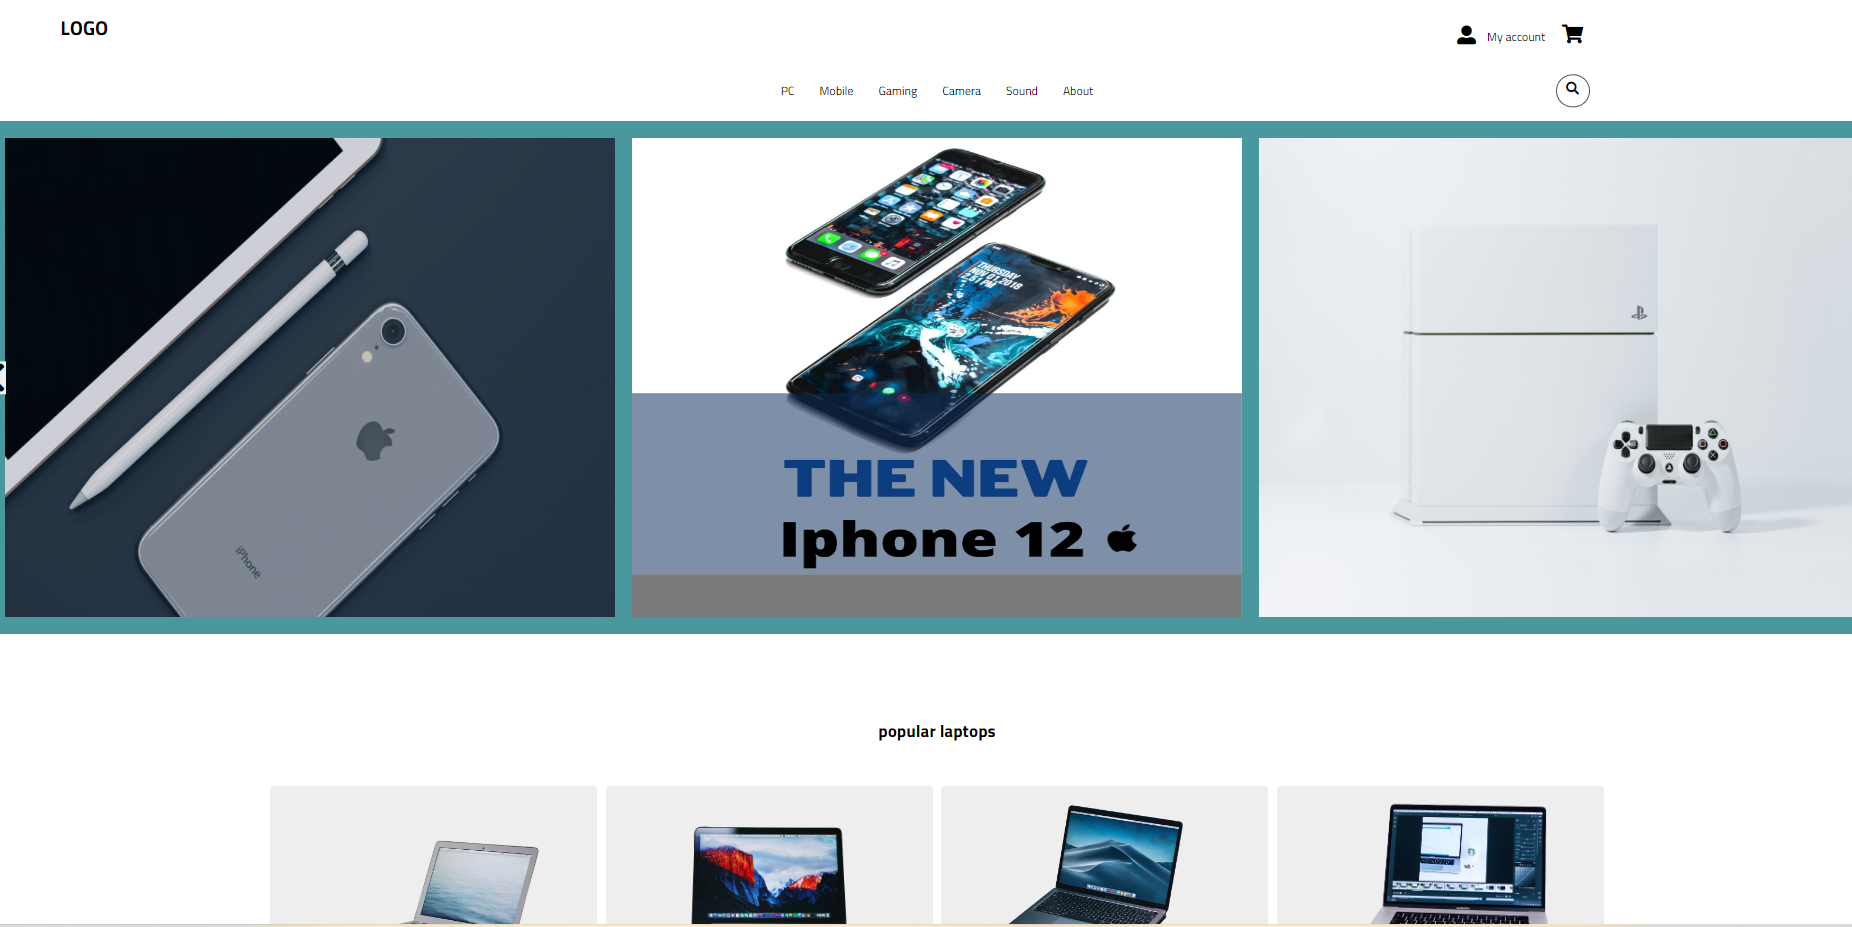 LOGO
My account
PC Mobile Gaming Camera Sound About
THURSDAY
NOV 01, 2018
2:51 PM
iPhone
THE NEW
Iphone 12
popular laptops